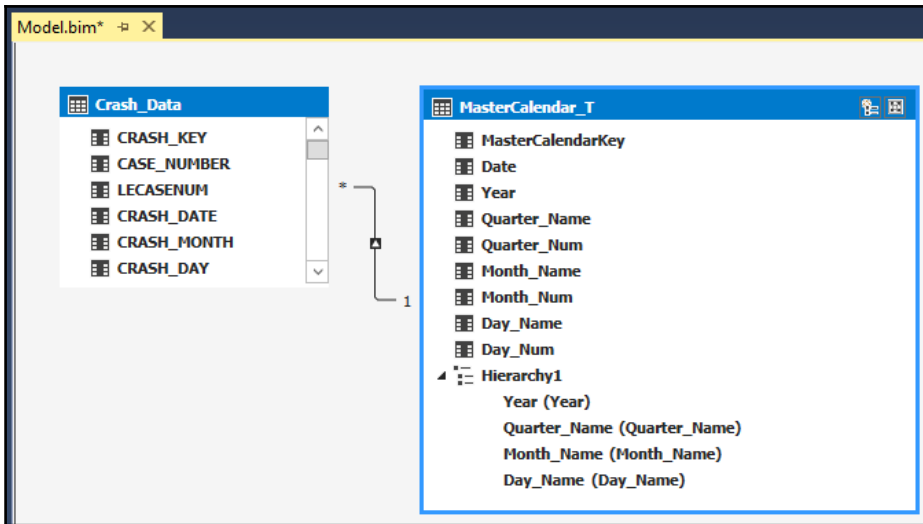 Model.bim*
Crash_Data
CRASH_KEY
CASE_NUMBER
LECASENUM
CRASH_DATE
CRASH_MONTH
CRASH_DAY
*
1
MasterCalendar_T
MasterCalendarKey
Date
Year
Quarter_Name
Quarter_Num
Month_Name
Month_Num
Day_Name
Day_Num
Hierarchy1
Year (Year)
Quarter_Name (Quarter_Name)
Month_Name (Month_Name)
Day_Name (Day_Name)